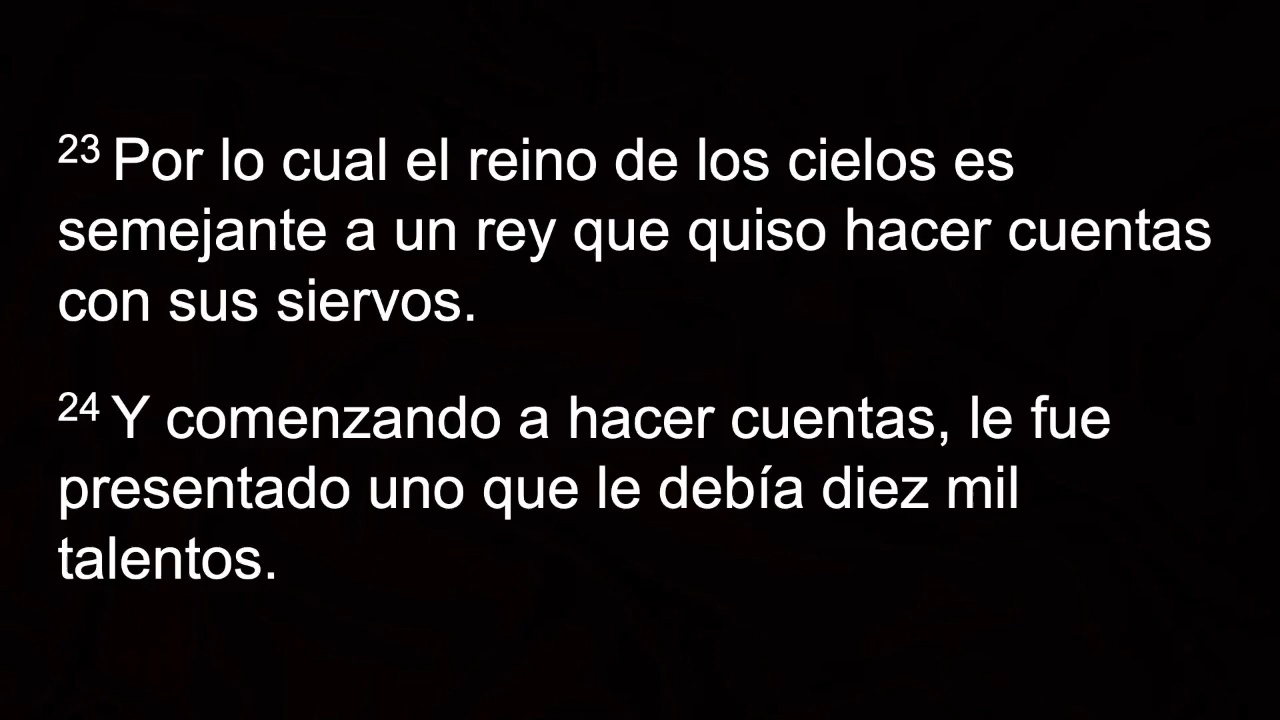 23 Por lo cual el reino de los cielos es
semejante a un rey que quiso hacer cuentas
con sus siervos.
24 Y comenzando a hacer cuentas, le fue
presentado uno que le debía diez mil
talentos.